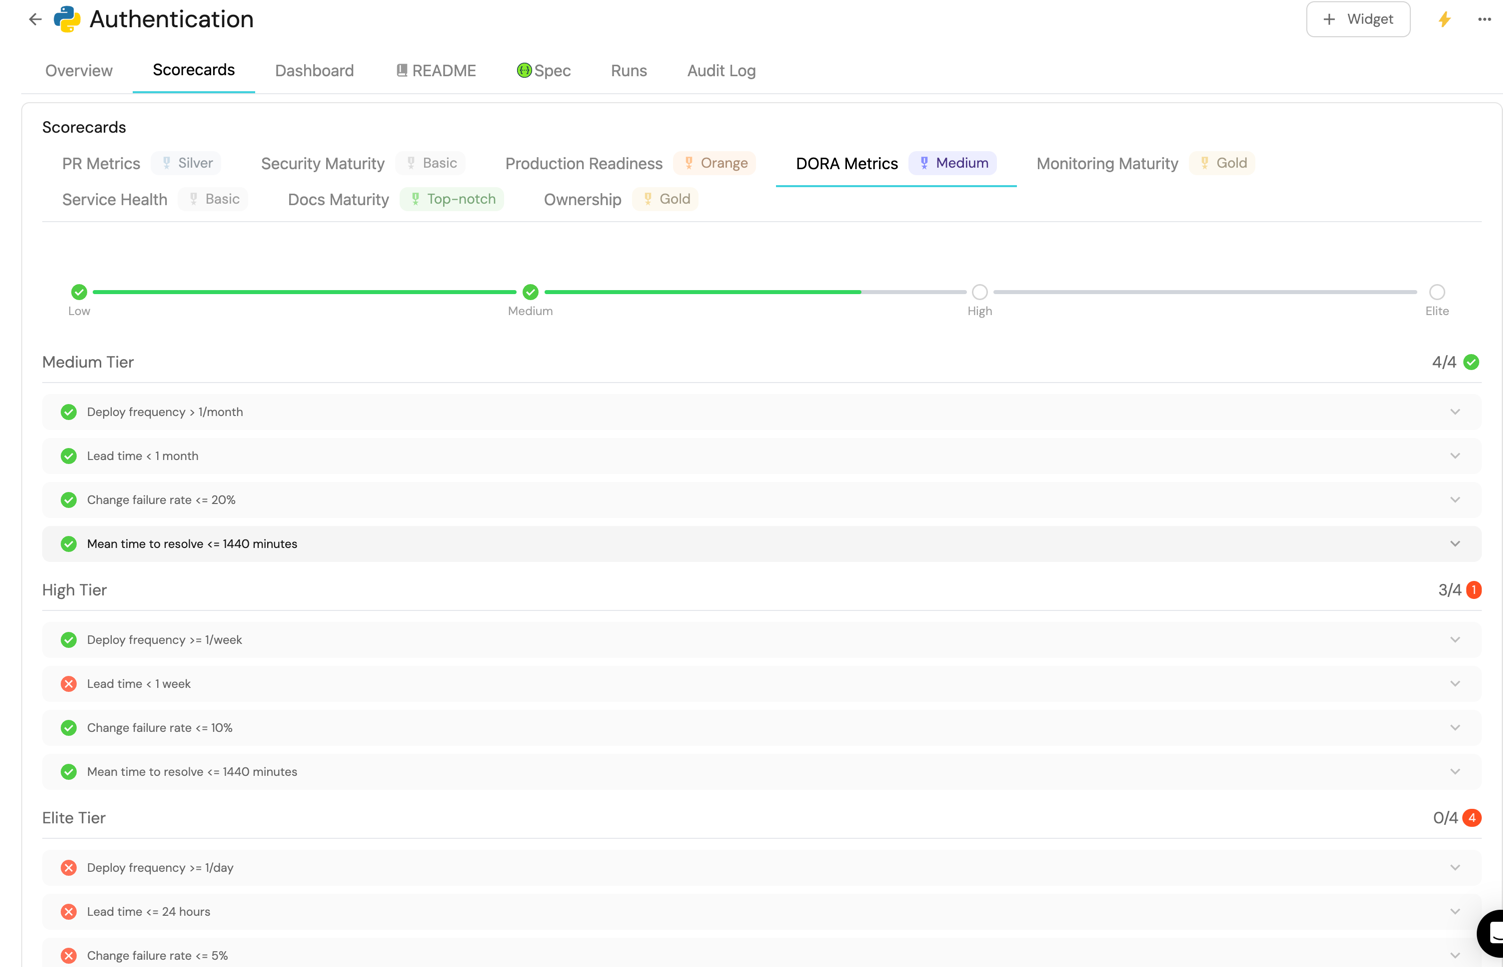 Authentication
+ Widget
Overview Scorecards Dashboard README Spec Runs Audit Log
Scorecards
PR Metrics Silver Security Maturity Basic Production Readiness Orange DORA Metrics Medium Monitoring Maturity Gold
Service Health Basic Docs Maturity Top-notch Ownership Gold
Low Medium High Elite
Medium Tier 4/4
Deploy frequency > 1/month
Lead time < 1 month
Change failure rate <= 20%
Mean time to resolve <= 1440 minutes
High Tier 3/4 1
Deploy frequency >= 1/week
Lead time < 1 week
Change failure rate <= 10%
Mean time to resolve <= 1440 minutes
Elite Tier 0/4 4
Deploy frequency >= 1/day
Lead time <= 24 hours
Change failure rate <= 5%